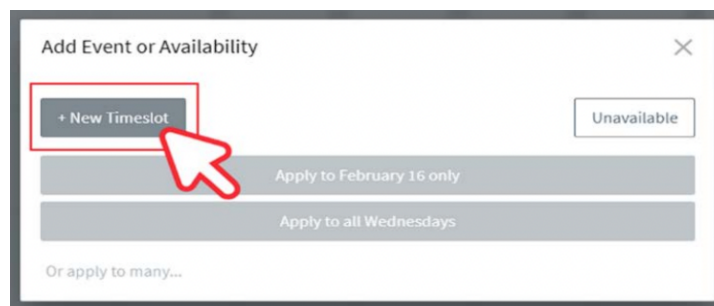 Add Event or Availability
+ New Timeslot
Unavailable
Apply to February 16 only
Apply to all Wednesdays
Or apply to many...